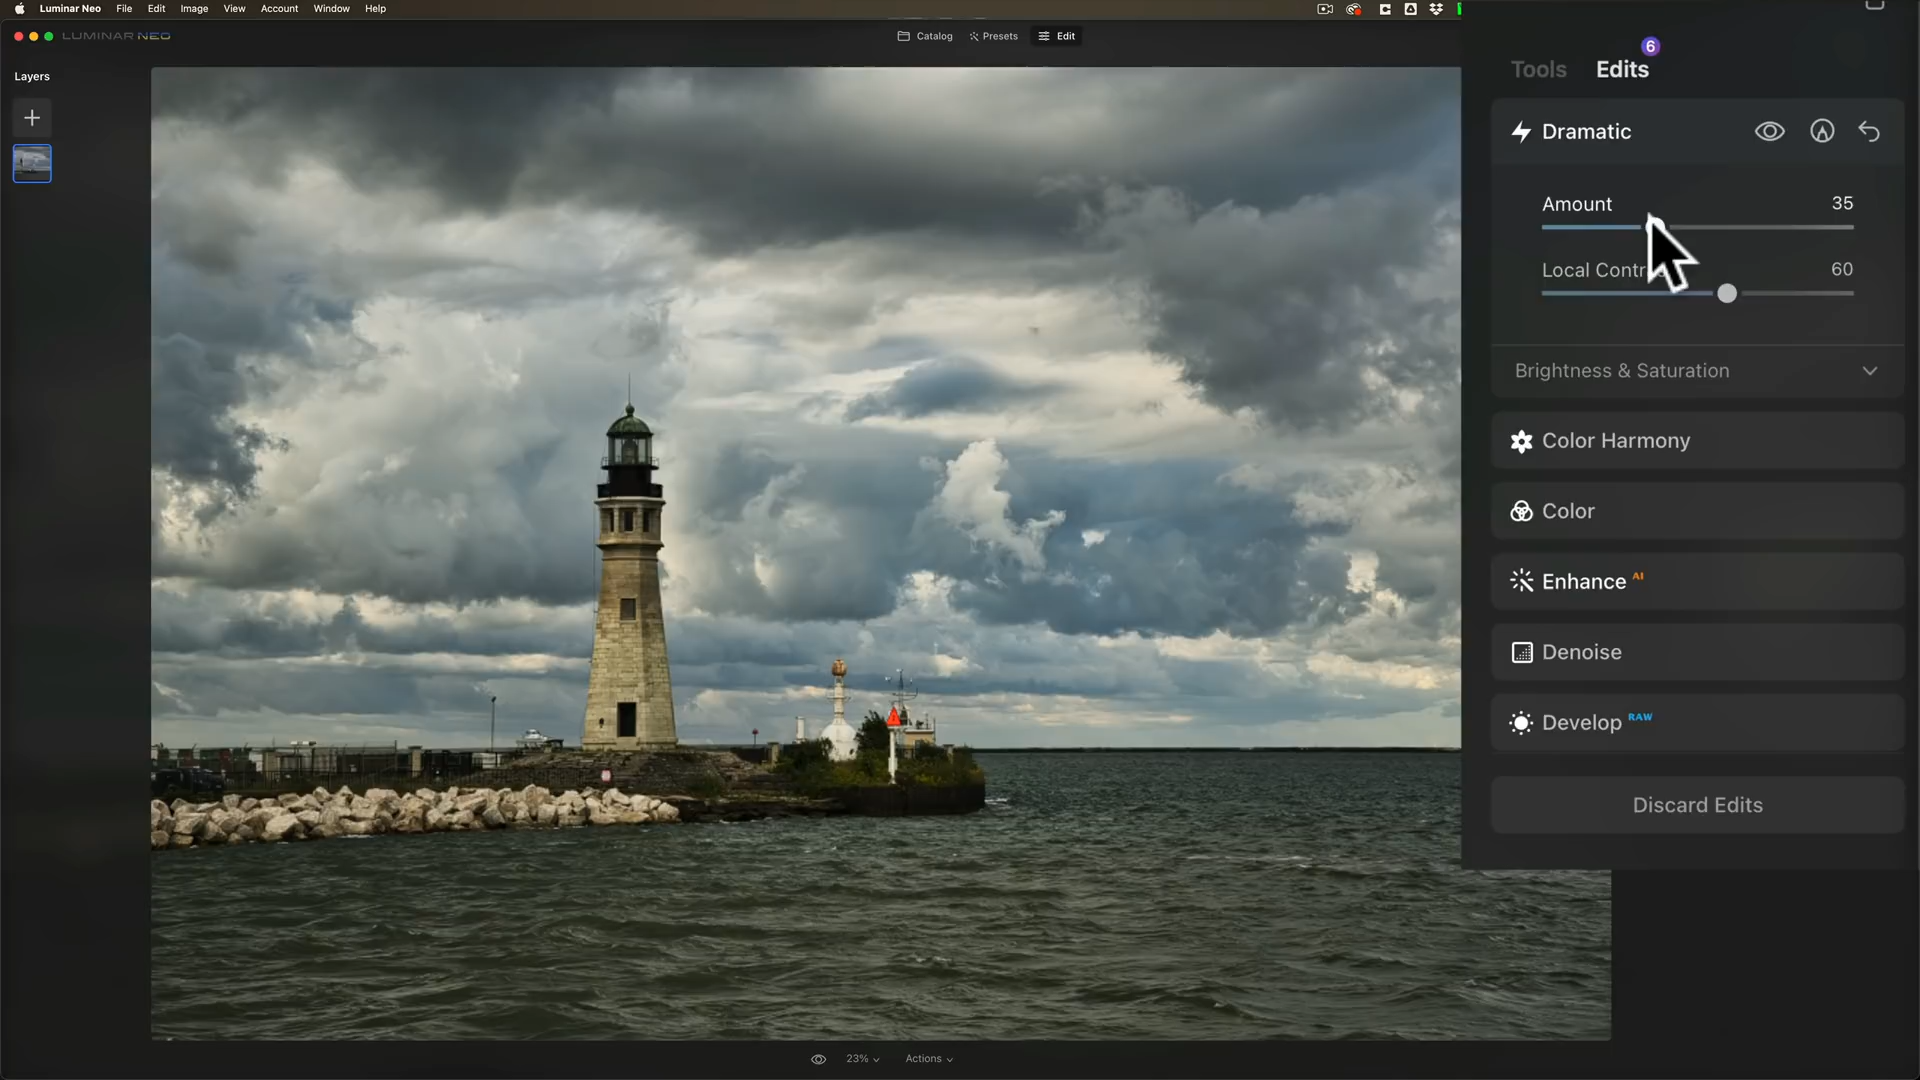 Luminar Neo File Edit Image View Account Window Help
LUMINAR NEO
Catalog Presets Edit
Layers
6
Tools Edits
Dramatic
Amount 35
Local Contr 60
Brightness & Saturation
Color Harmony
Color
Enhance AI
Denoise
Develop RAW
Discard Edits
23% Actions